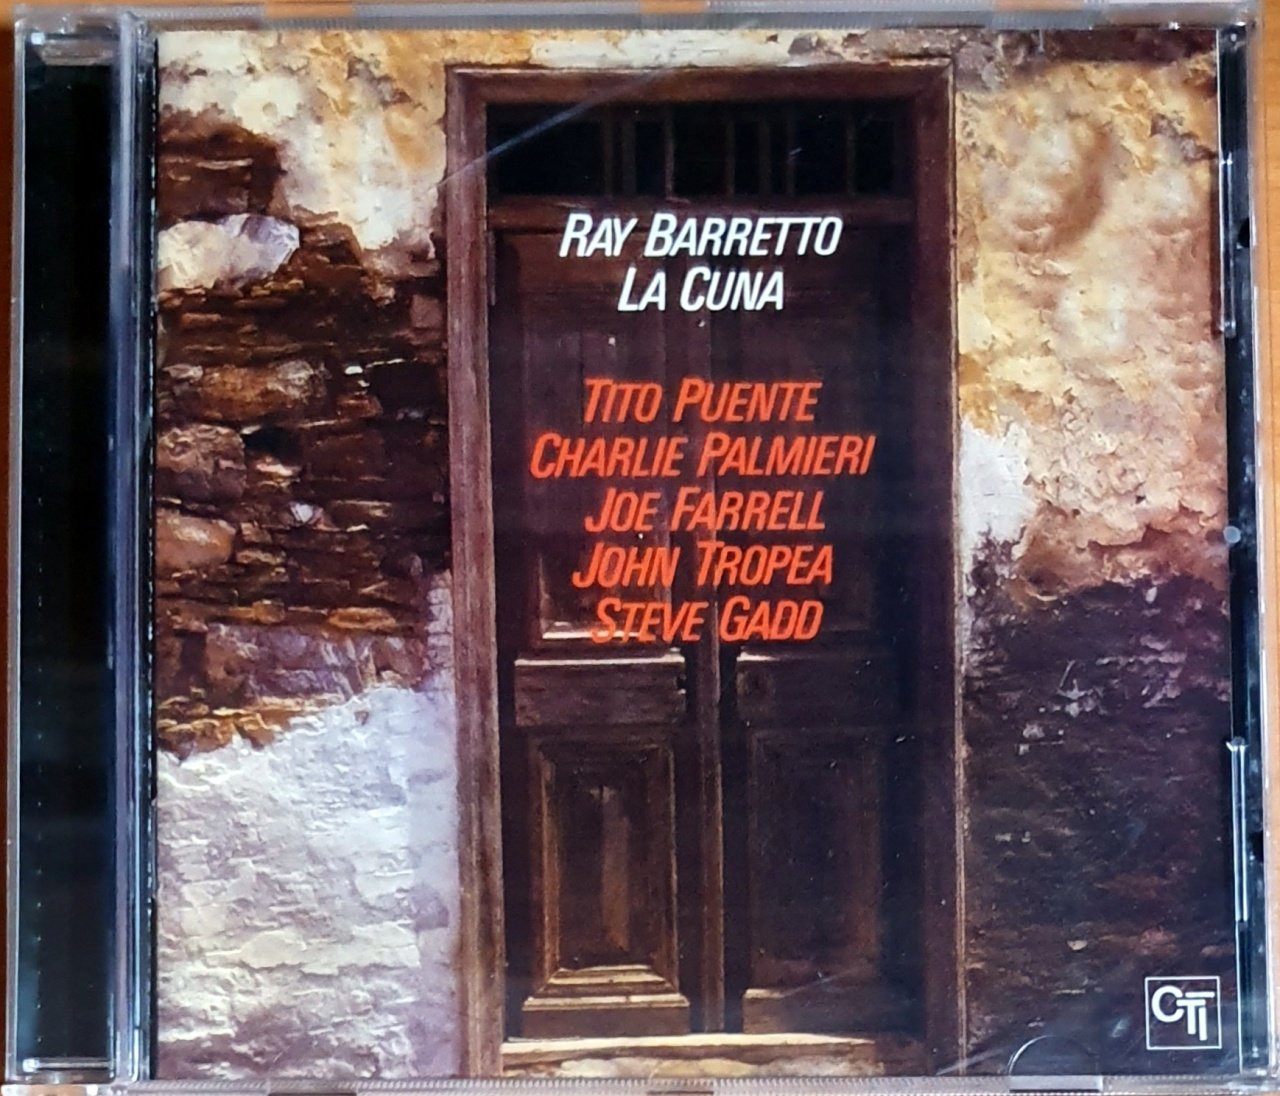 RAY BARRETTO
LA CUNA
TITO PUENTE
CHARLIE PALMIERI
JOE FARRELL
JOHN TROPEA
STEVE GADD
CTI